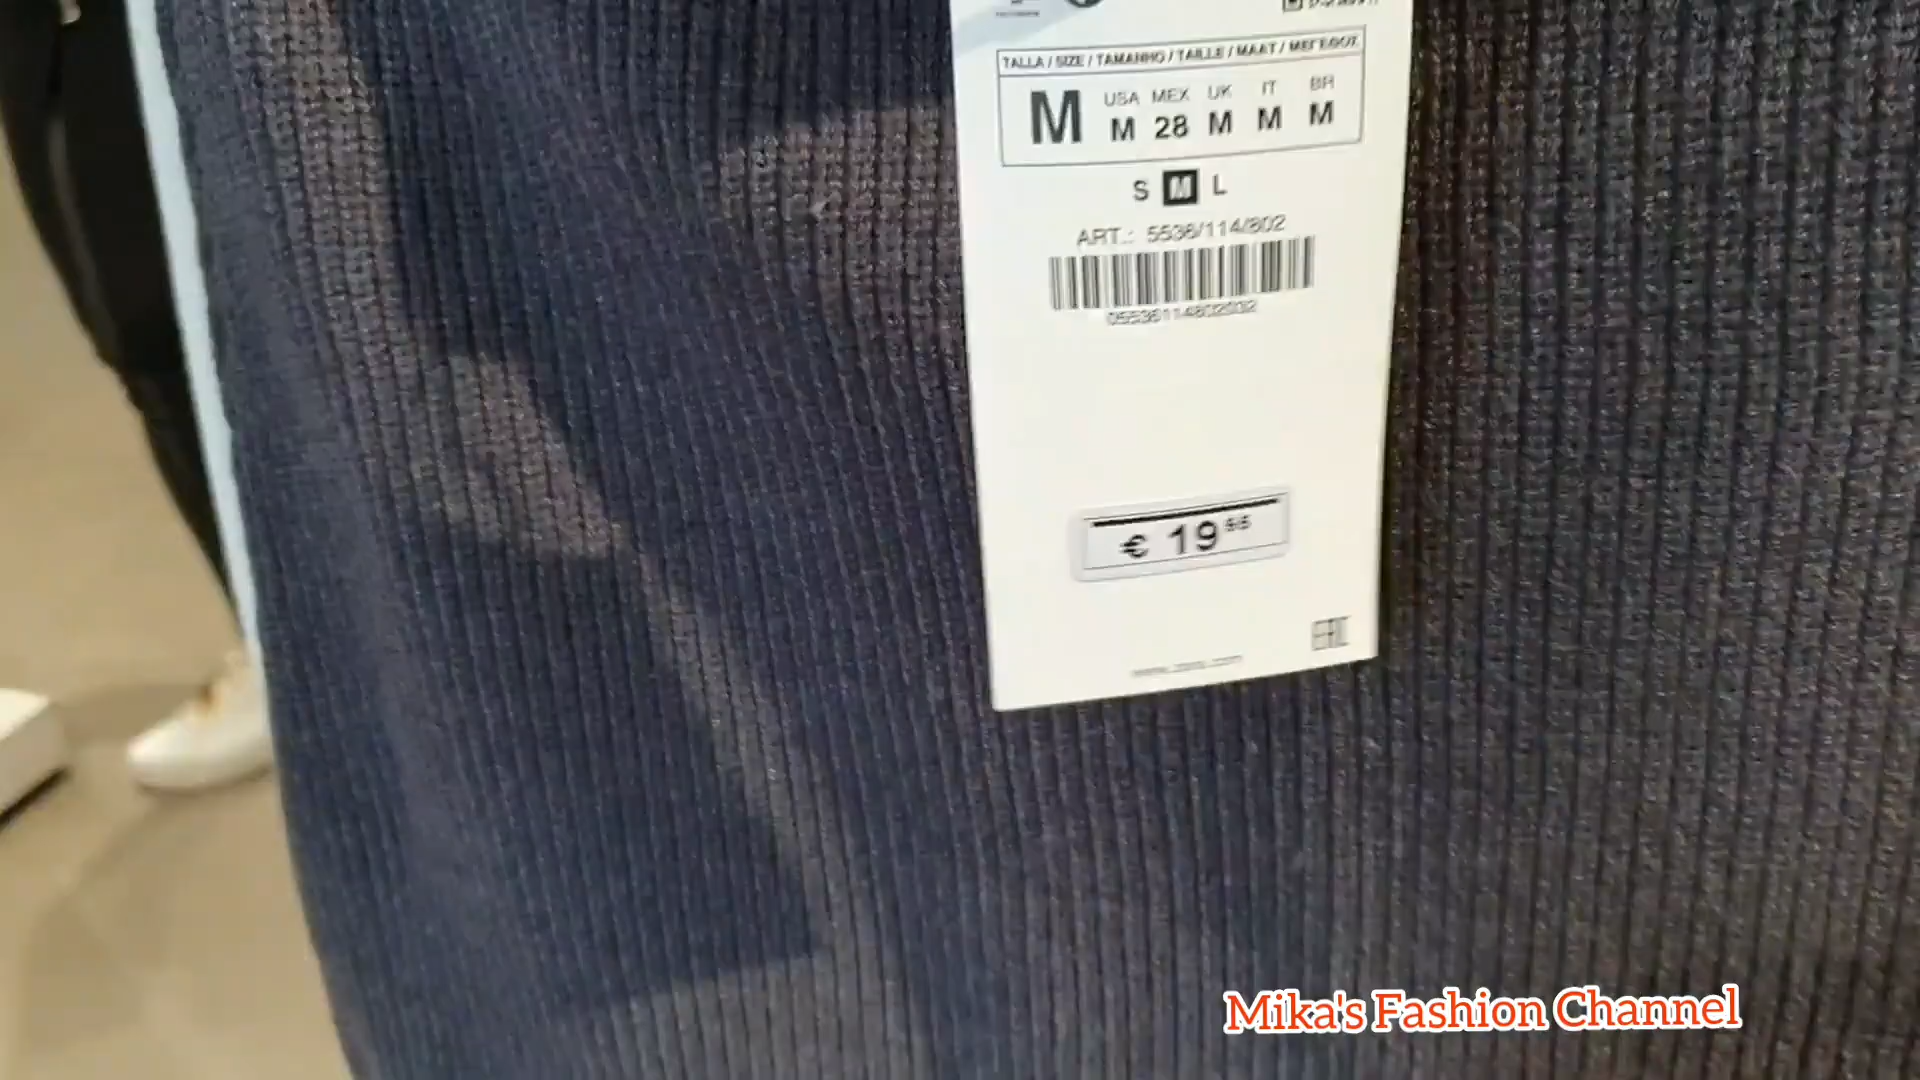 TALLA / SIZE / TAMANHO / TAILLE / MAAT / ΜΕΓΕΘΟΣ
M
USA MEX UK IT BR
M 28 M M M
S M L
ART.: 5536/114/802
05536114802032
€ 19
Mika's Fashion Channel